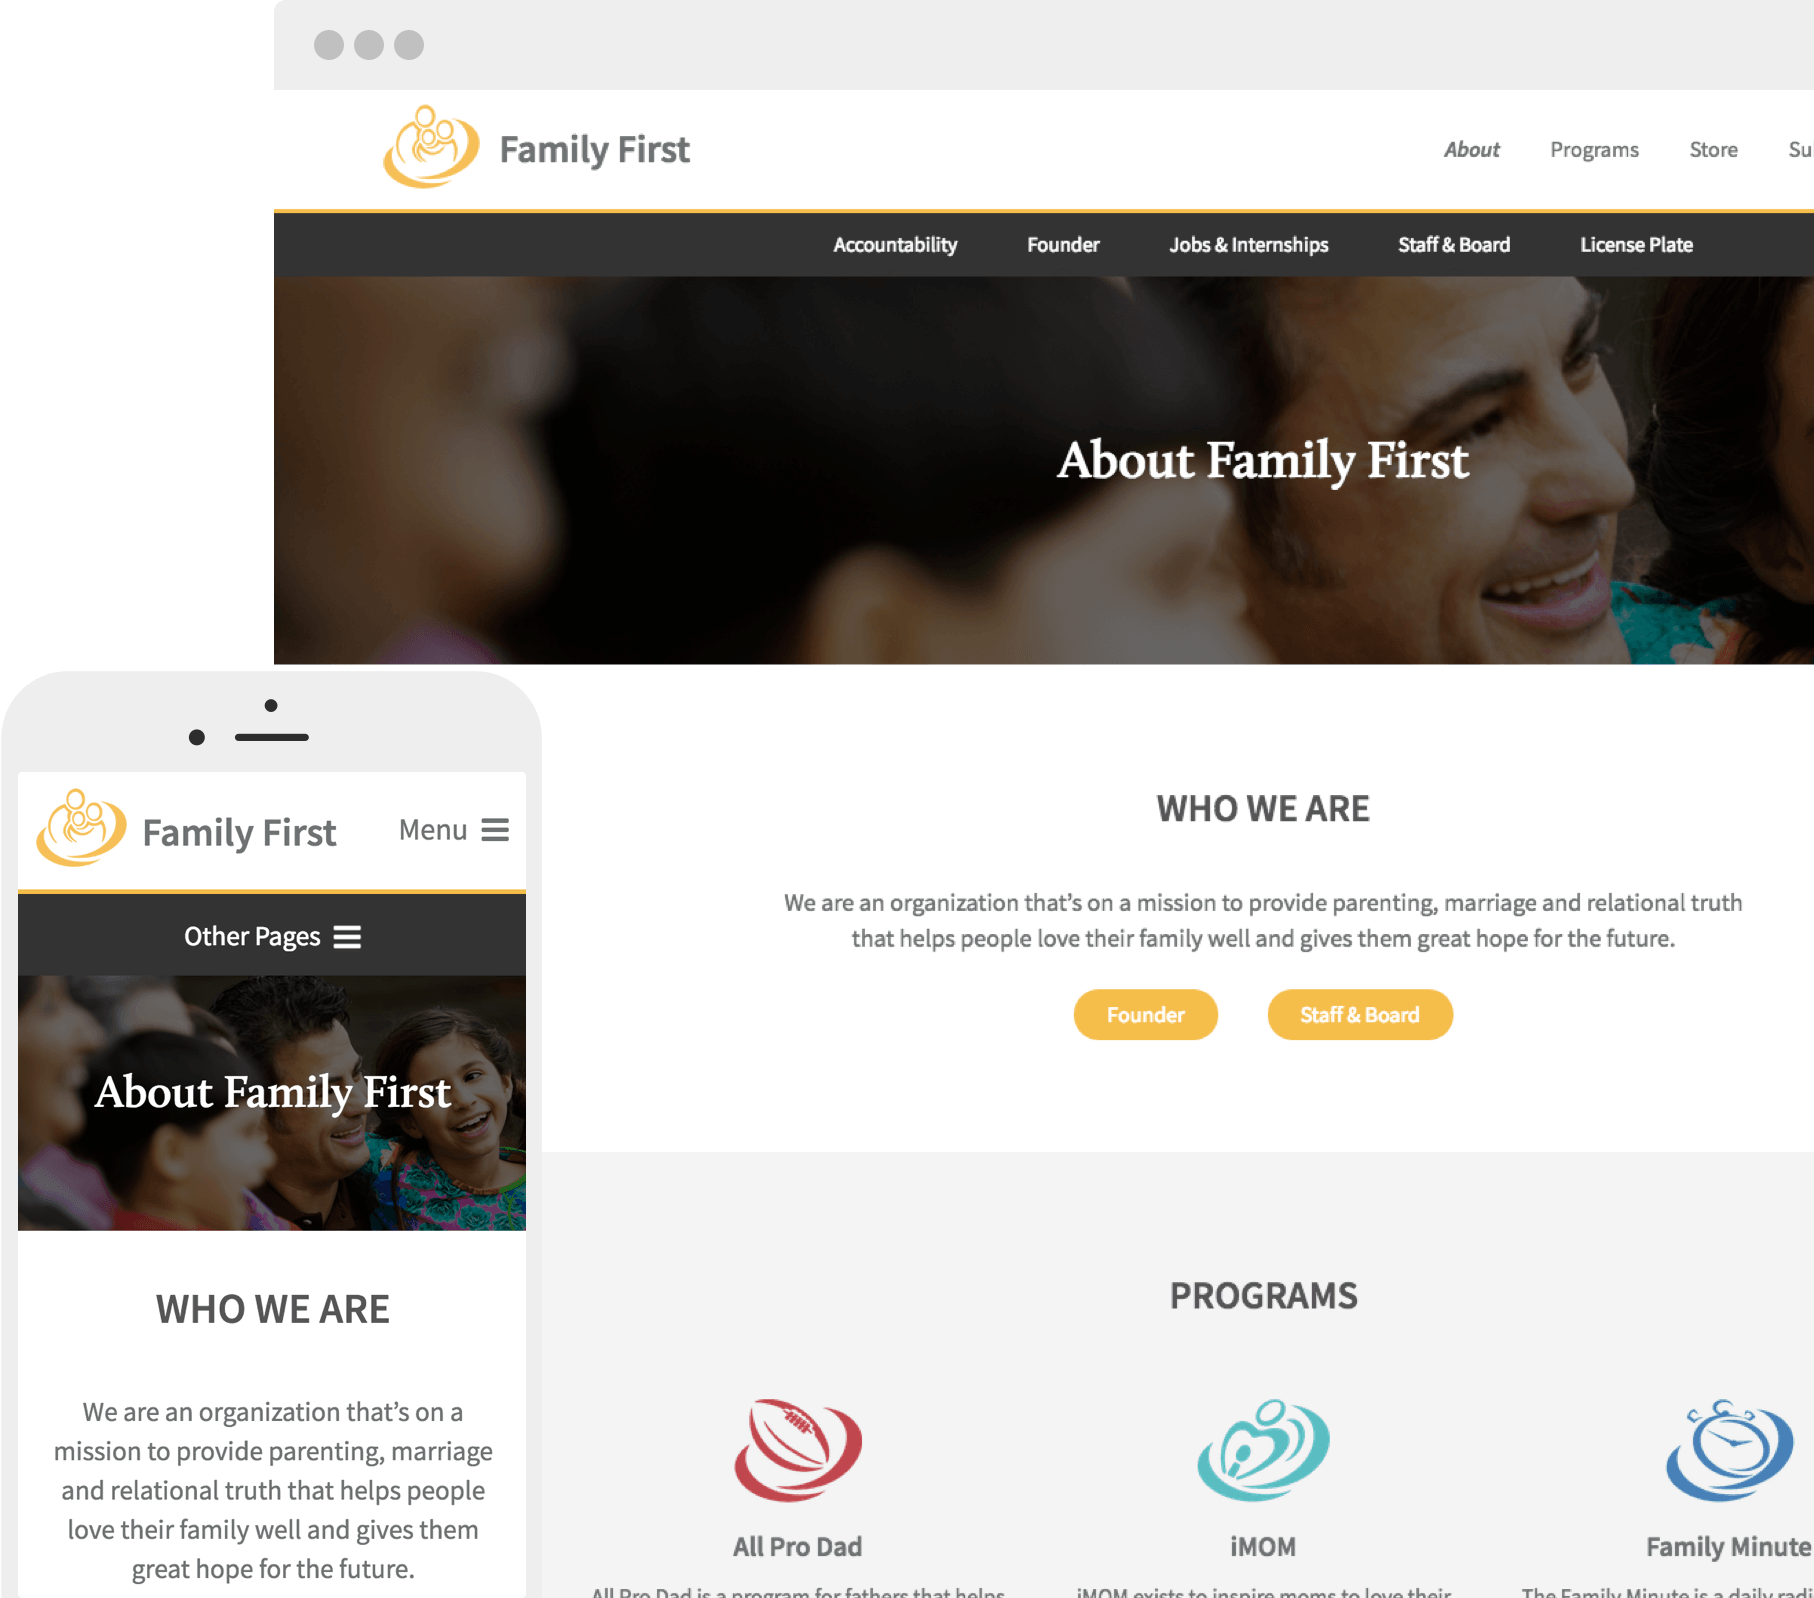 Family First
About Programs Store
Accountability Founder Jobs & Internships Staff & Board License Plate
About Family First
WHO WE ARE
We are an organization that's on a mission to provide parenting, marriage and relational truth
that helps people love their family well and gives them great hope for the future.
Founder Staff & Board
PROGRAMS
All Pro Dad iMOM Family Minute
All Pro Dad is a program for fathers that helps
iMOM exists to inspire moms to love their
The Family Minute is a daily
Family First Menu
Other Pages
About Family First
WHO WE ARE
We are an organization that's on a
mission to provide parenting, marriage
and relational truth that helps people
love their family well and gives them
great hope for the future.